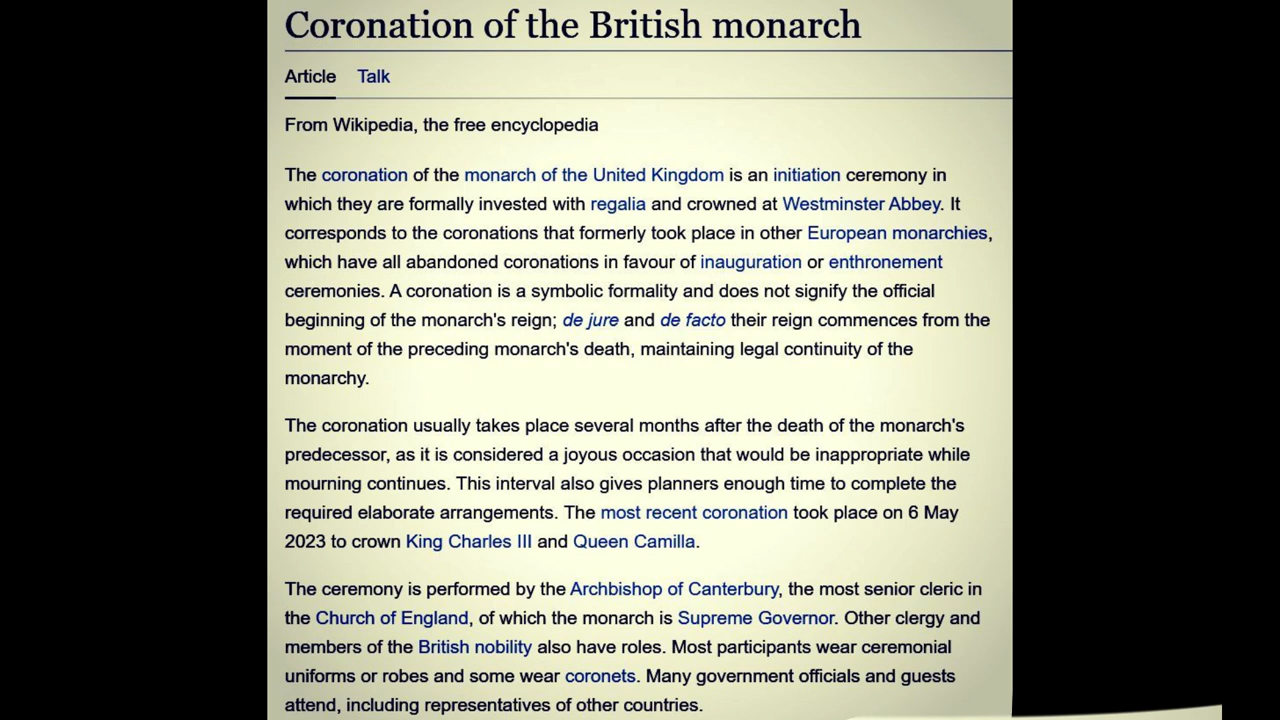 Coronation of the British monarch
Article Talk
From Wikipedia, the free encyclopedia
The coronation of the monarch of the United Kingdom is an initiation ceremony in
which they are formally invested with regalia and crowned at Westminster Abbey. It
corresponds to the coronations that formerly took place in other European monarchies,
which have all abandoned coronations in favour of inauguration or enthronement
ceremonies. A coronation is a symbolic formality and does not signify the official
beginning of the monarch's reign; de jure and de facto their reign commences from the
moment of the preceding monarch's death, maintaining legal continuity of the
monarchy.
The coronation usually takes place several months after the death of the monarch's
predecessor, as it is considered a joyous occasion that would be inappropriate while
mourning continues. This interval also gives planners enough time to complete the
required elaborate arrangements. The most recent coronation took place on 6 May
2023 to crown King Charles III and Queen Camilla.
The ceremony is performed by the Archbishop of Canterbury, the most senior cleric in
the Church of England, of which the monarch is Supreme Governor. Other clergy and
members of the British nobility also have roles. Most participants wear ceremonial
uniforms or robes and some wear coronets. Many government officials and guests
attend, including representatives of other countries.